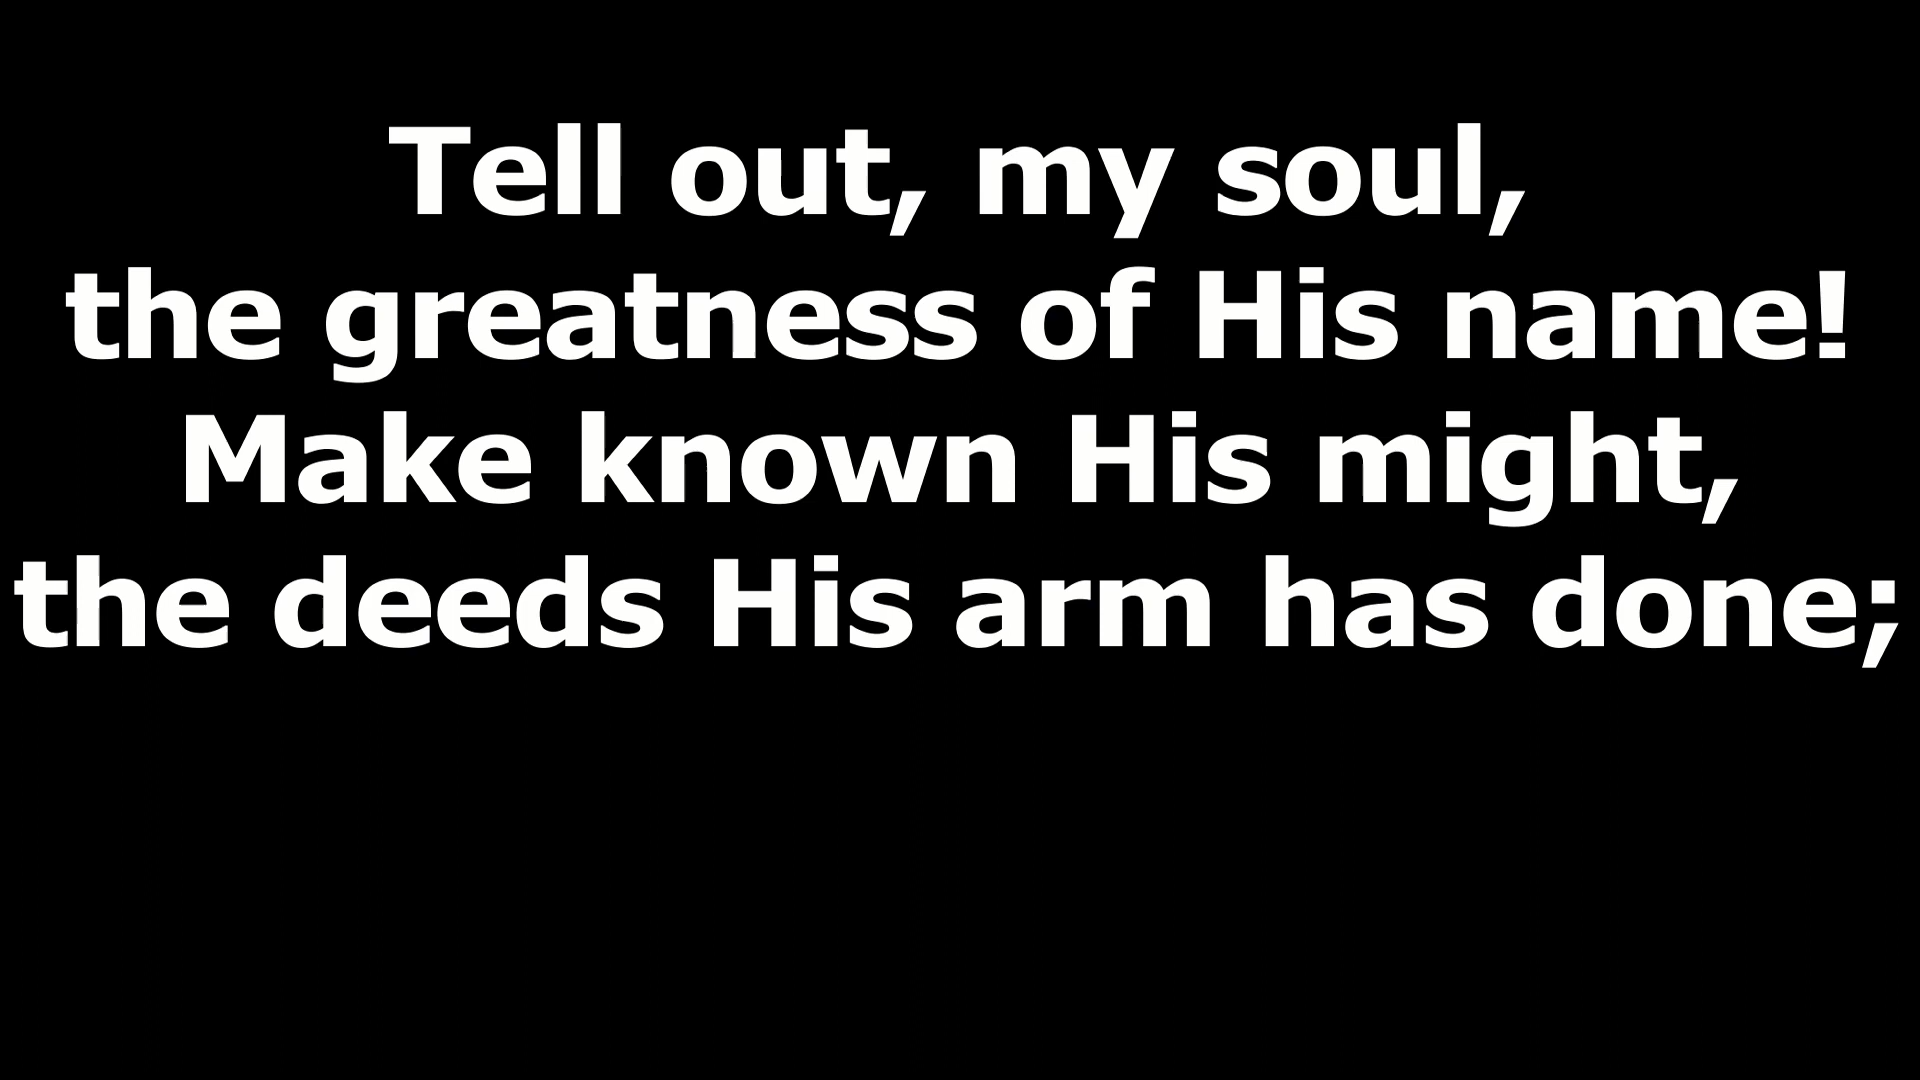 Tell out, my soul,
the greatness of His name!
Make known His might,
the deeds His arm has done;